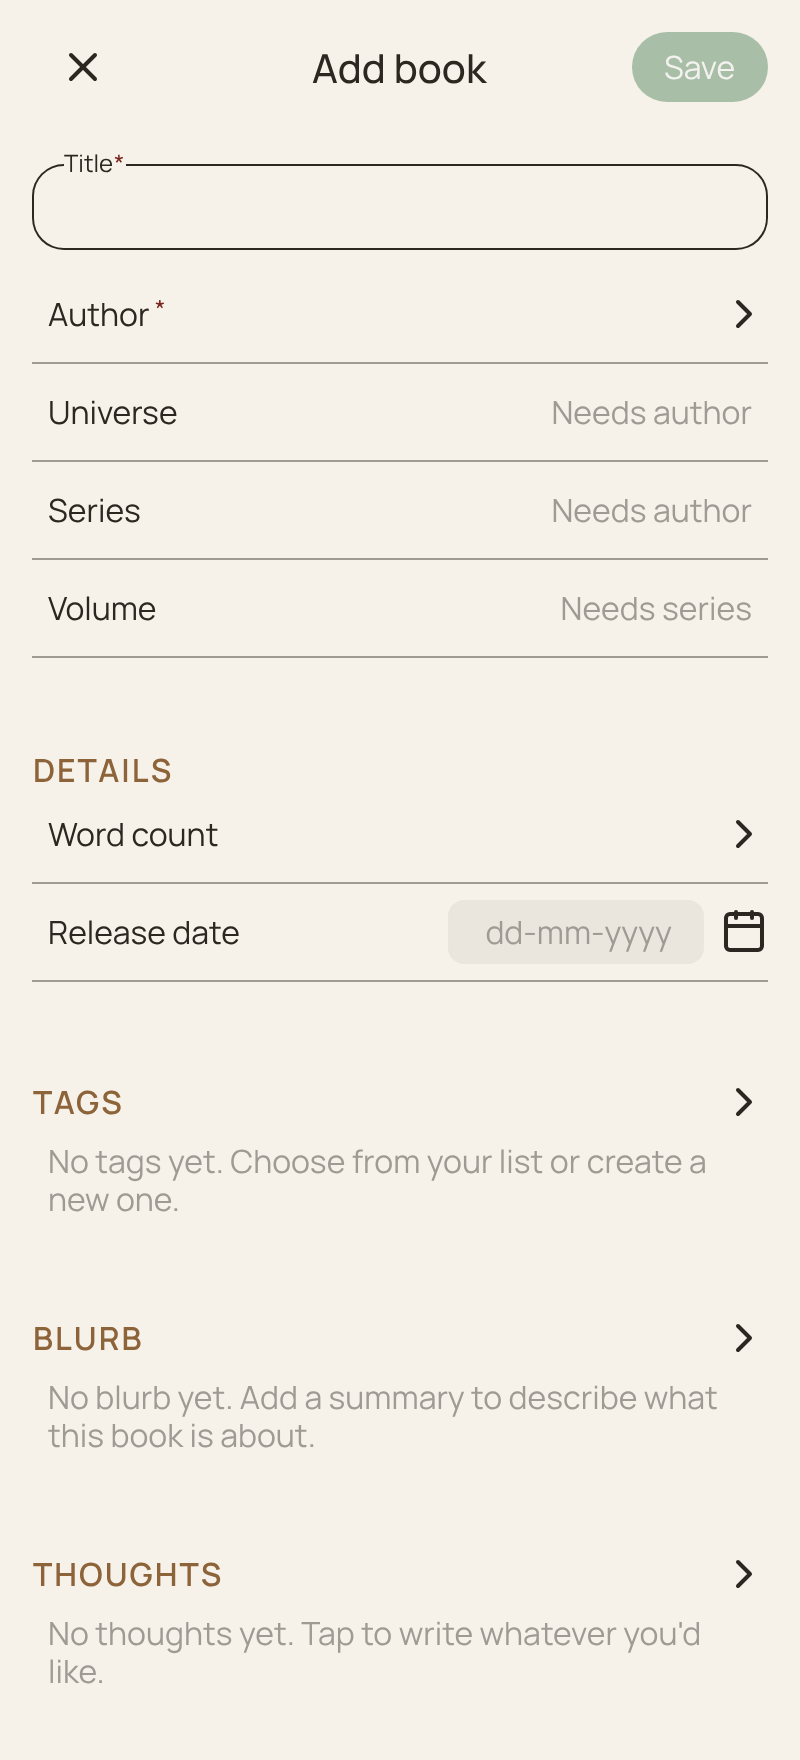 Add book
Save
Title*
Author *
Universe
Needs author
Series
Needs author
Volume
Needs series
DETAILS
Word count
Release date
dd-mm-yyyy
TAGS
No tags yet. Choose from your list or create a
new one.
BLURB
No blurb yet. Add a summary to describe what
this book is about.
THOUGHTS
No thoughts yet. Tap to write whatever you'd
like.